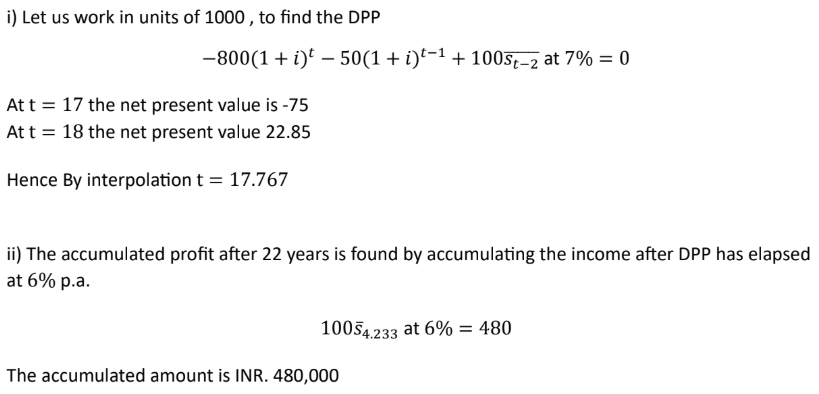 i) Let us work in units of 1000 , to find the DPP
−800(1 + i)ᵗ − 50(1 + i)ᵗ⁻¹ + 100s̅_{t−2} at 7% = 0
At t = 17 the net present value is -75
At t = 18 the net present value 22.85
Hence By interpolation t = 17.767
ii) The accumulated profit after 22 years is found by accumulating the income after DPP has elapsed
at 6% p.a.
100s̅_{4.233} at 6% = 480
The accumulated amount is INR. 480,000